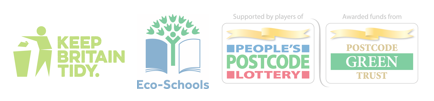 KEEP
BRITAIN
TIDY.
Eco-Schools
Supported by players of
PEOPLE'S
POSTCODE
LOTTERY
Awarded funds from
POSTCODE
GREEN
TRUST